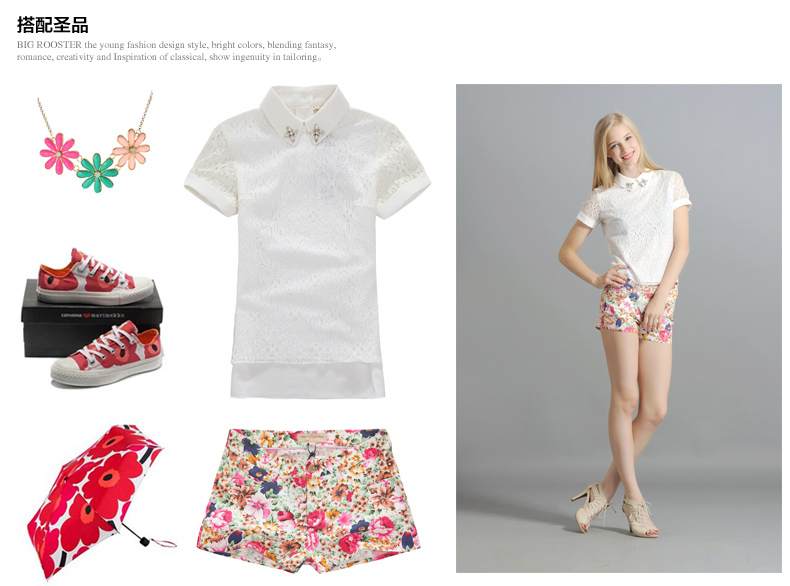 搭配圣品
BIG ROOSTER the young fashion design style, bright colors, blending fantasy,
romance, creativity and Inspiration of classical, show ingenuity in tailoring。
converse marimekko